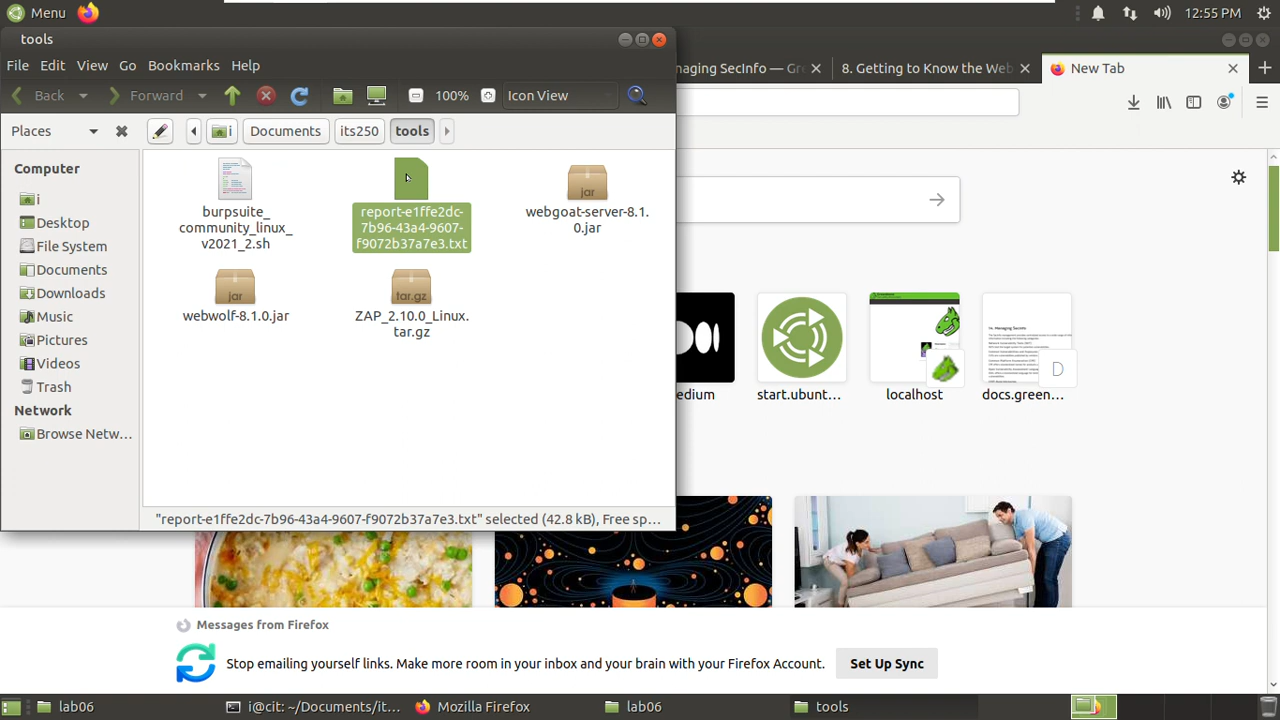 Menu
12:55 PM
tools
File Edit View Go Bookmarks Help
Back Forward 100% Icon View
Places i Documents its250 tools
Computer
i
Desktop
File System
Documents
Downloads
Music
Pictures
Videos
Trash
Network
Browse Netw...
burpsuite_
community_linux_
v2021_2.sh
report-e1ffe2dc-
7b96-43a4-9607-
f9072b37a7e3.txt
jar
webgoat-server-8.1.
0.jar
jar
webwolf-8.1.0.jar
tar.gz
ZAP_2.10.0_Linux.
tar.gz
"report-e1ffe2dc-7b96-43a4-9607-f9072b37a7e3.txt" selected (42.8 kB), Free sp...
naging SecInfo — Gre
8. Getting to Know the Web
New Tab
edium
start.ubunt...
localhost
D
docs.green...
Messages from Firefox
Stop emailing yourself links. Make more room in your inbox and your brain with your Firefox Account.
Set Up Sync
lab06
i@cit: ~/Documents/it...
Mozilla Firefox
lab06
tools